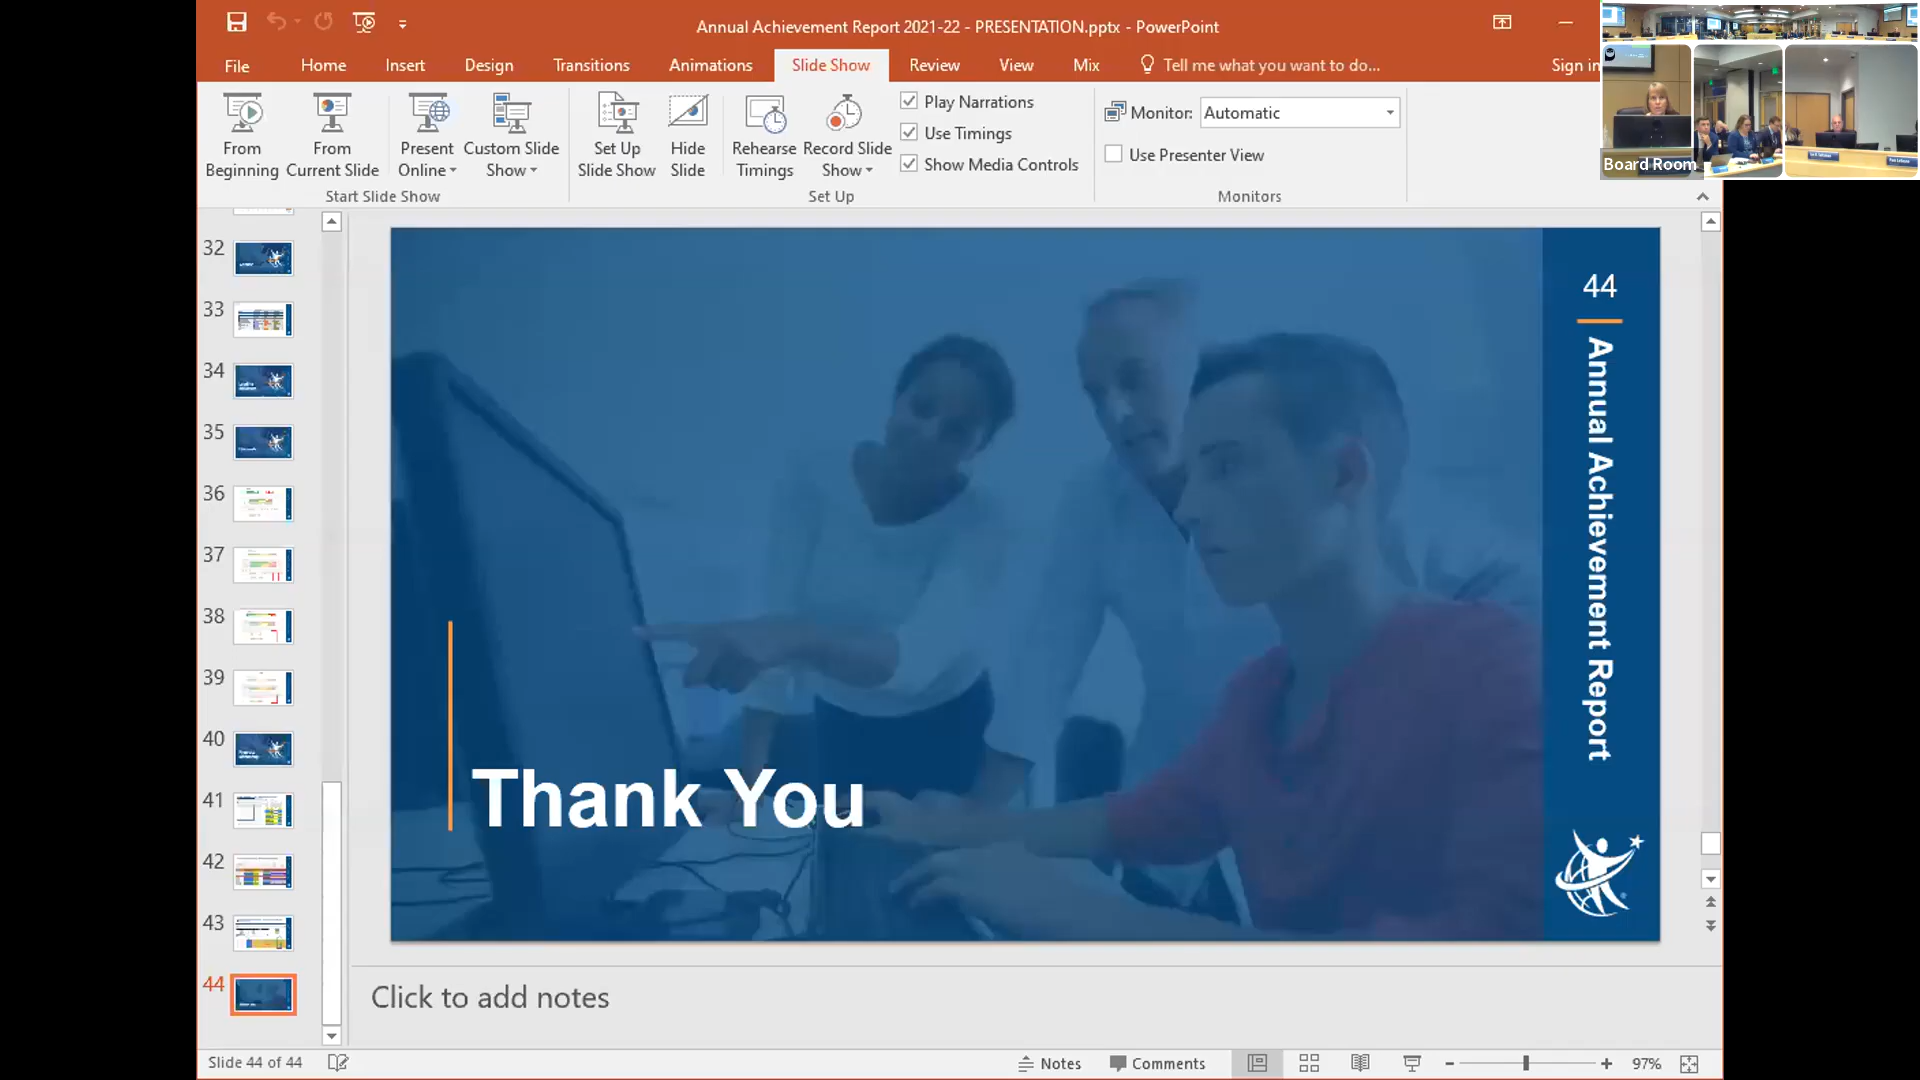 Annual Achievement Report 2021-22 - PRESENTATION.pptx - PowerPoint
File Home Insert Design Transitions Animations Slide Show Review View Mix Tell me what you want to do... Sign in
From Beginning
From Current Slide
Present Online
Custom Slide Show
Set Up Slide Show
Hide Slide
Rehearse Timings
Record Slide Show
Play Narrations
Use Timings
Show Media Controls
Monitor: Automatic
Use Presenter View
Start Slide Show
Set Up
Monitors
Board Room
32
33
34
35
36
37
38
39
40
41
42
43
44
44
Annual Achievement Report
Thank You
Click to add notes
Slide 44 of 44
Notes
Comments
97%